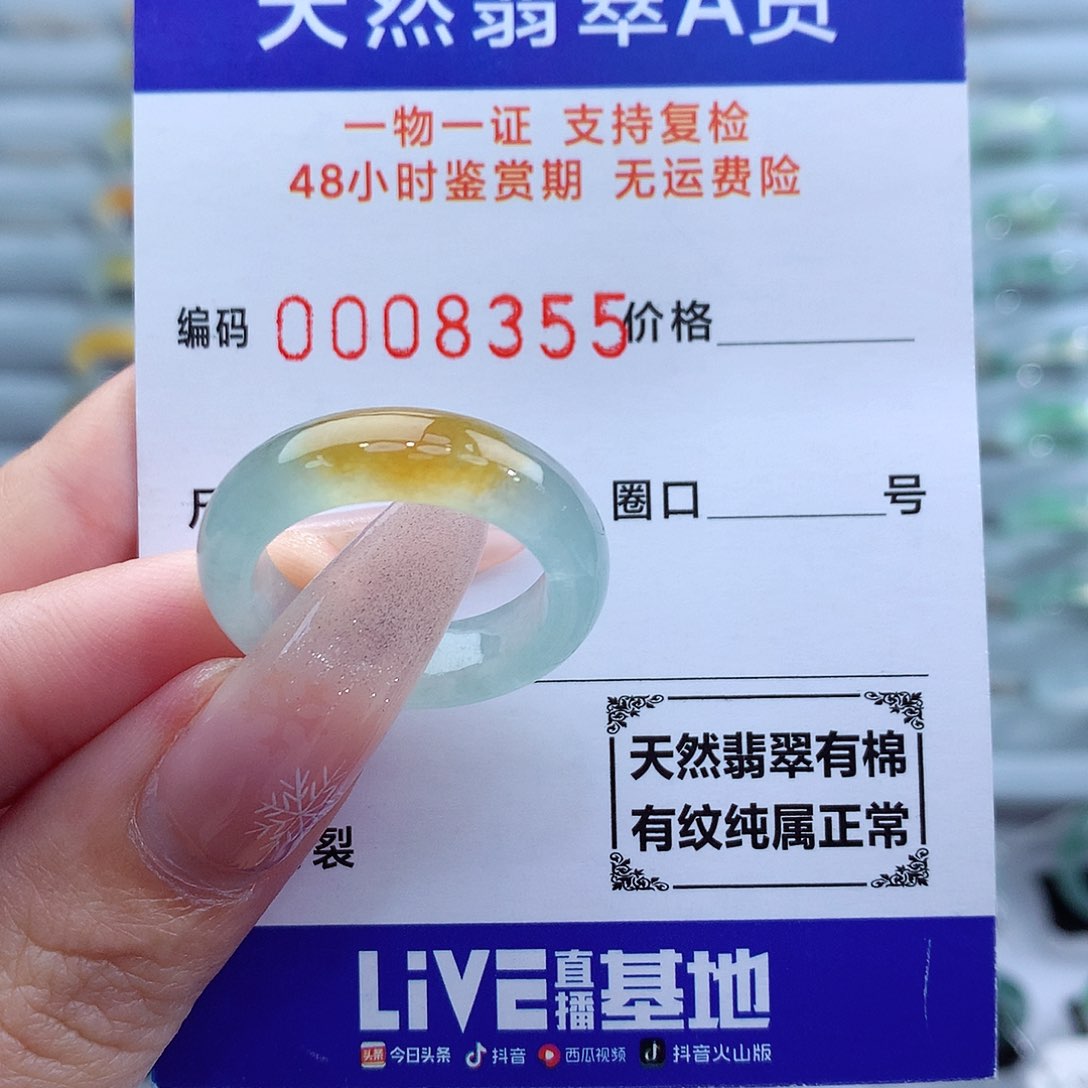 天然翡翠A货
一物一证 支持复检
48小时鉴赏期 无运费险
编码 0008355 价格
圈口 号
天然翡翠有棉
有纹纯属正常
裂
LiVE直播基地
头条 今日头条 抖音 西瓜视频 抖音火山版